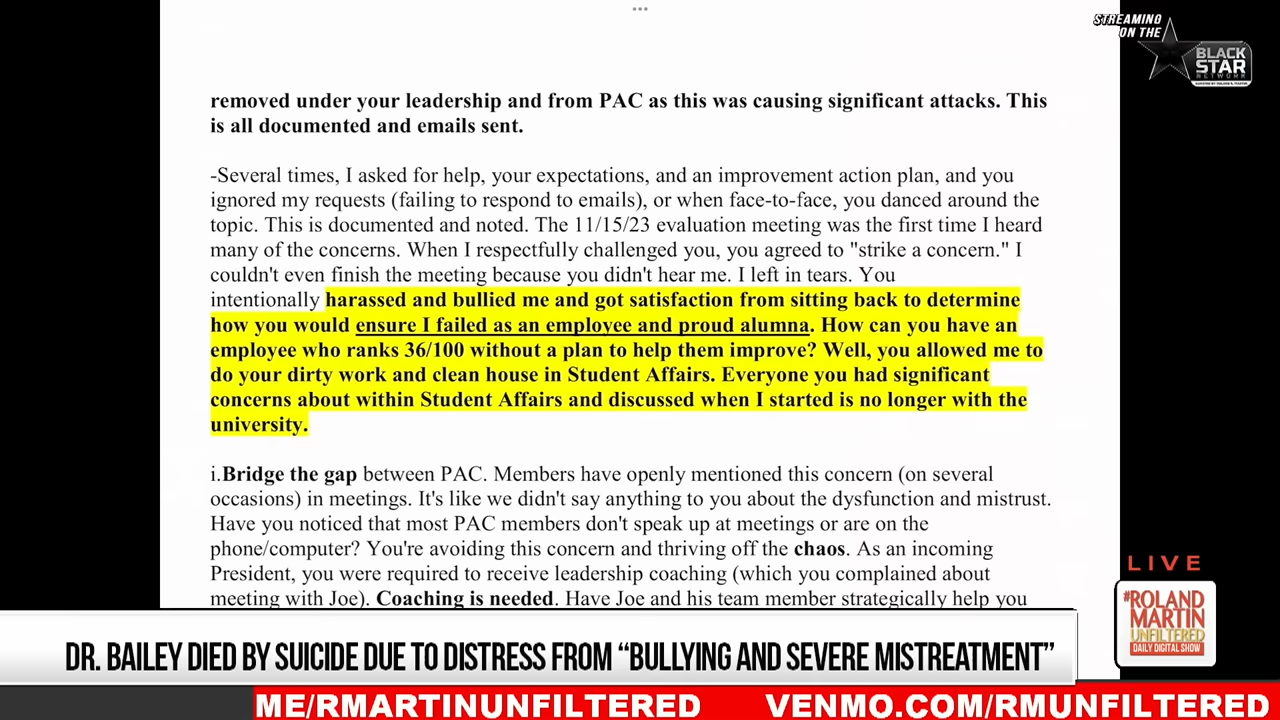 STREAMING
ON THE
BLACK
STAR
NETWORK
removed under your leadership and from PAC as this was causing significant attacks. This
is all documented and emails sent.
-Several times, I asked for help, your expectations, and an improvement action plan, and you
ignored my requests (failing to respond to emails), or when face-to-face, you danced around the
topic. This is documented and noted. The 11/15/23 evaluation meeting was the first time I heard
many of the concerns. When I respectfully challenged you, you agreed to "strike a concern." I
couldn't even finish the meeting because you didn't hear me. I left in tears. You
intentionally harassed and bullied me and got satisfaction from sitting back to determine
how you would ensure I failed as an employee and proud alumna. How can you have an
employee who ranks 36/100 without a plan to help them improve? Well, you allowed me to
do your dirty work and clean house in Student Affairs. Everyone you had significant
concerns about within Student Affairs and discussed when I started is no longer with the
university.
i.Bridge the gap between PAC. Members have openly mentioned this concern (on several
occasions) in meetings. It's like we didn't say anything to you about the dysfunction and mistrust.
Have you noticed that most PAC members don't speak up at meetings or are on the
phone/computer? You're avoiding this concern and thriving off the chaos. As an incoming
President, you were required to receive leadership coaching (which you complained about
meeting with Joe). Coaching is needed. Have Joe and his team member strategically help you
LIVE
#ROLAND
MARTIN
UNFILTERED
DAILY DIGITAL SHOW
DR. BAILEY DIED BY SUICIDE DUE TO DISTRESS FROM “BULLYING AND SEVERE MISTREATMENT”
ME/RMARTINUNFILTERED VENMO.COM/RMUNFILTERED